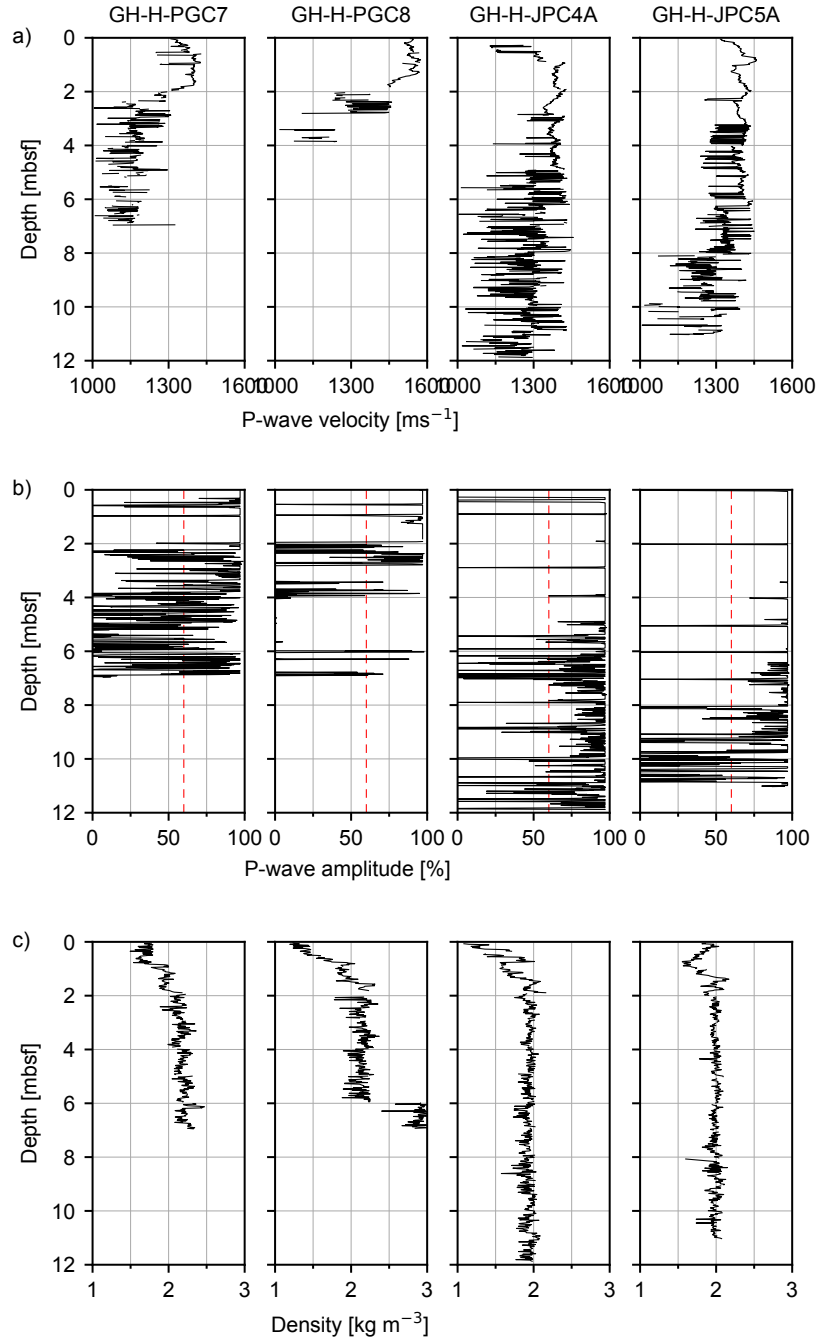 GH-H-PGC7 GH-H-PGC8 GH-H-JPC4A GH-H-JPC5A
a)
0
2
4
6
8
10
12
Depth [mbsf]
1000 1300 1600 1000 1300 1600 1000 1300 1600 1000 1300 1600
P-wave velocity [ms⁻¹]
b)
0
2
4
6
8
10
12
Depth [mbsf]
0 50 100 0 50 100 0 50 100 0 50 100
P-wave amplitude [%]
c)
0
2
4
6
8
10
12
Depth [mbsf]
1 2 3 1 2 3 1 2 3 1 2 3
Density [kg m⁻³]